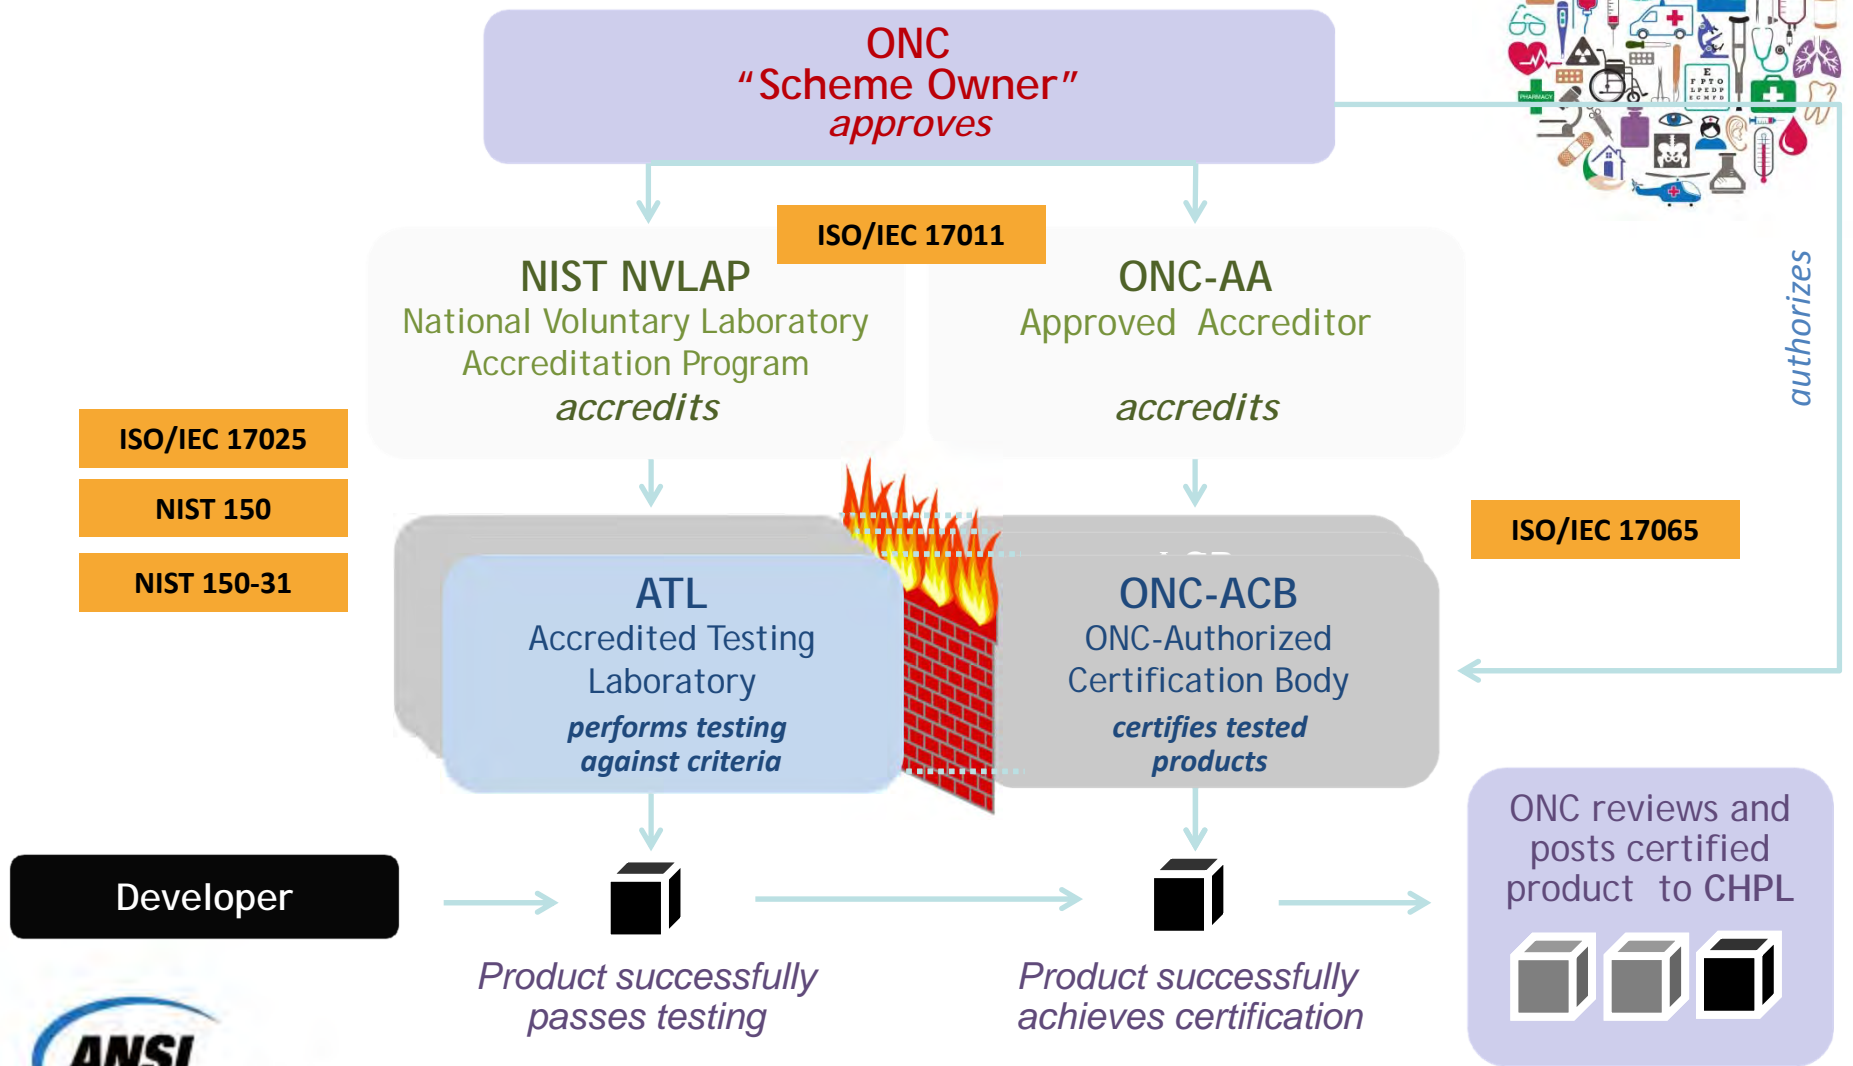 ONC
“Scheme Owner”
approves
ISO/IEC 17011
NIST NVLAP
National Voluntary Laboratory
Accreditation Program
accredits
ONC-AA
Approved Accreditor
accredits
authorizes
ISO/IEC 17025
NIST 150
NIST 150-31
ISO/IEC 17065
ATL
Accredited Testing
Laboratory
performs testing
against criteria
ONC-ACB
ONC-Authorized
Certification Body
certifies tested
products
Developer
Product successfully
passes testing
Product successfully
achieves certification
ONC reviews and
posts certified
product to CHPL
ANSI
PHARMACY
E
F P T O
L P E D P